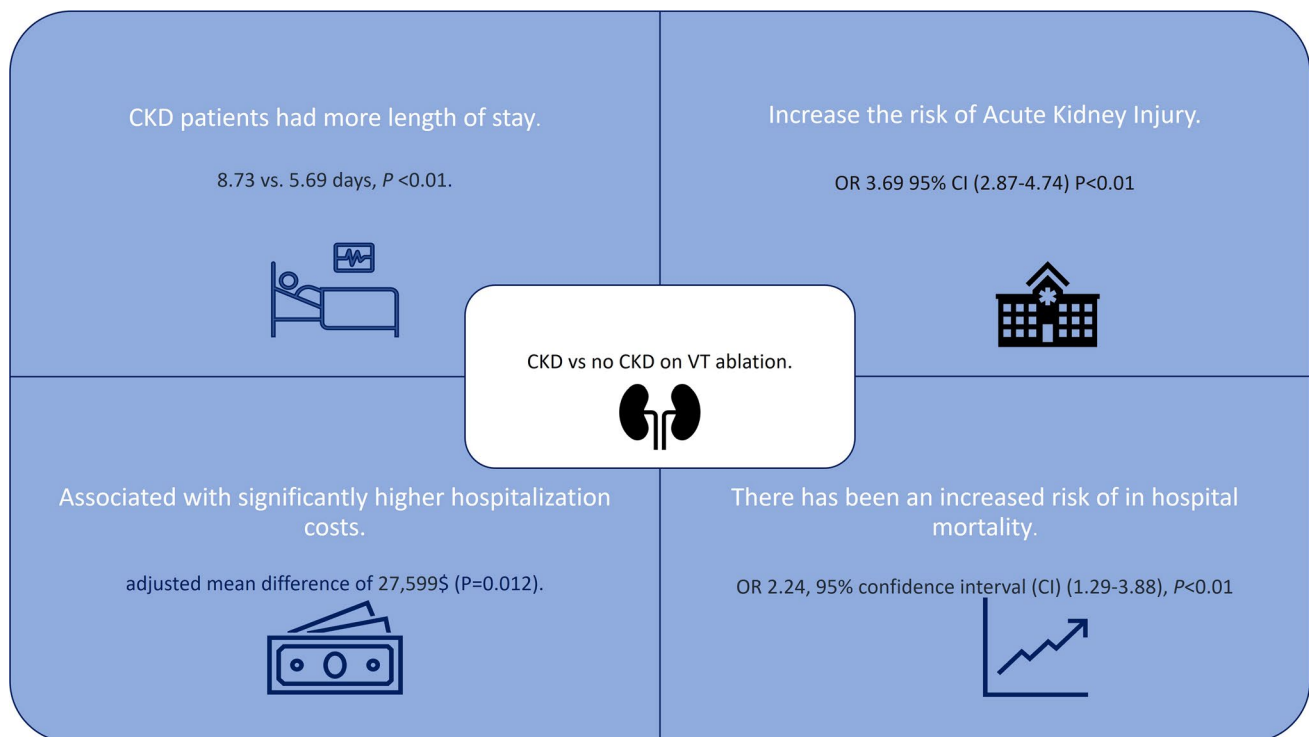 CKD patients had more length of stay.
8.73 vs. 5.69 days, P <0.01.
Increase the risk of Acute Kidney Injury.
OR 3.69 95% CI (2.87-4.74) P<0.01
CKD vs no CKD on VT ablation.
Associated with significantly higher hospitalization
costs.
adjusted mean difference of 27,599$ (P=0.012).
There has been an increased risk of in hospital
mortality.
OR 2.24, 95% confidence interval (CI) (1.29-3.88), P<0.01